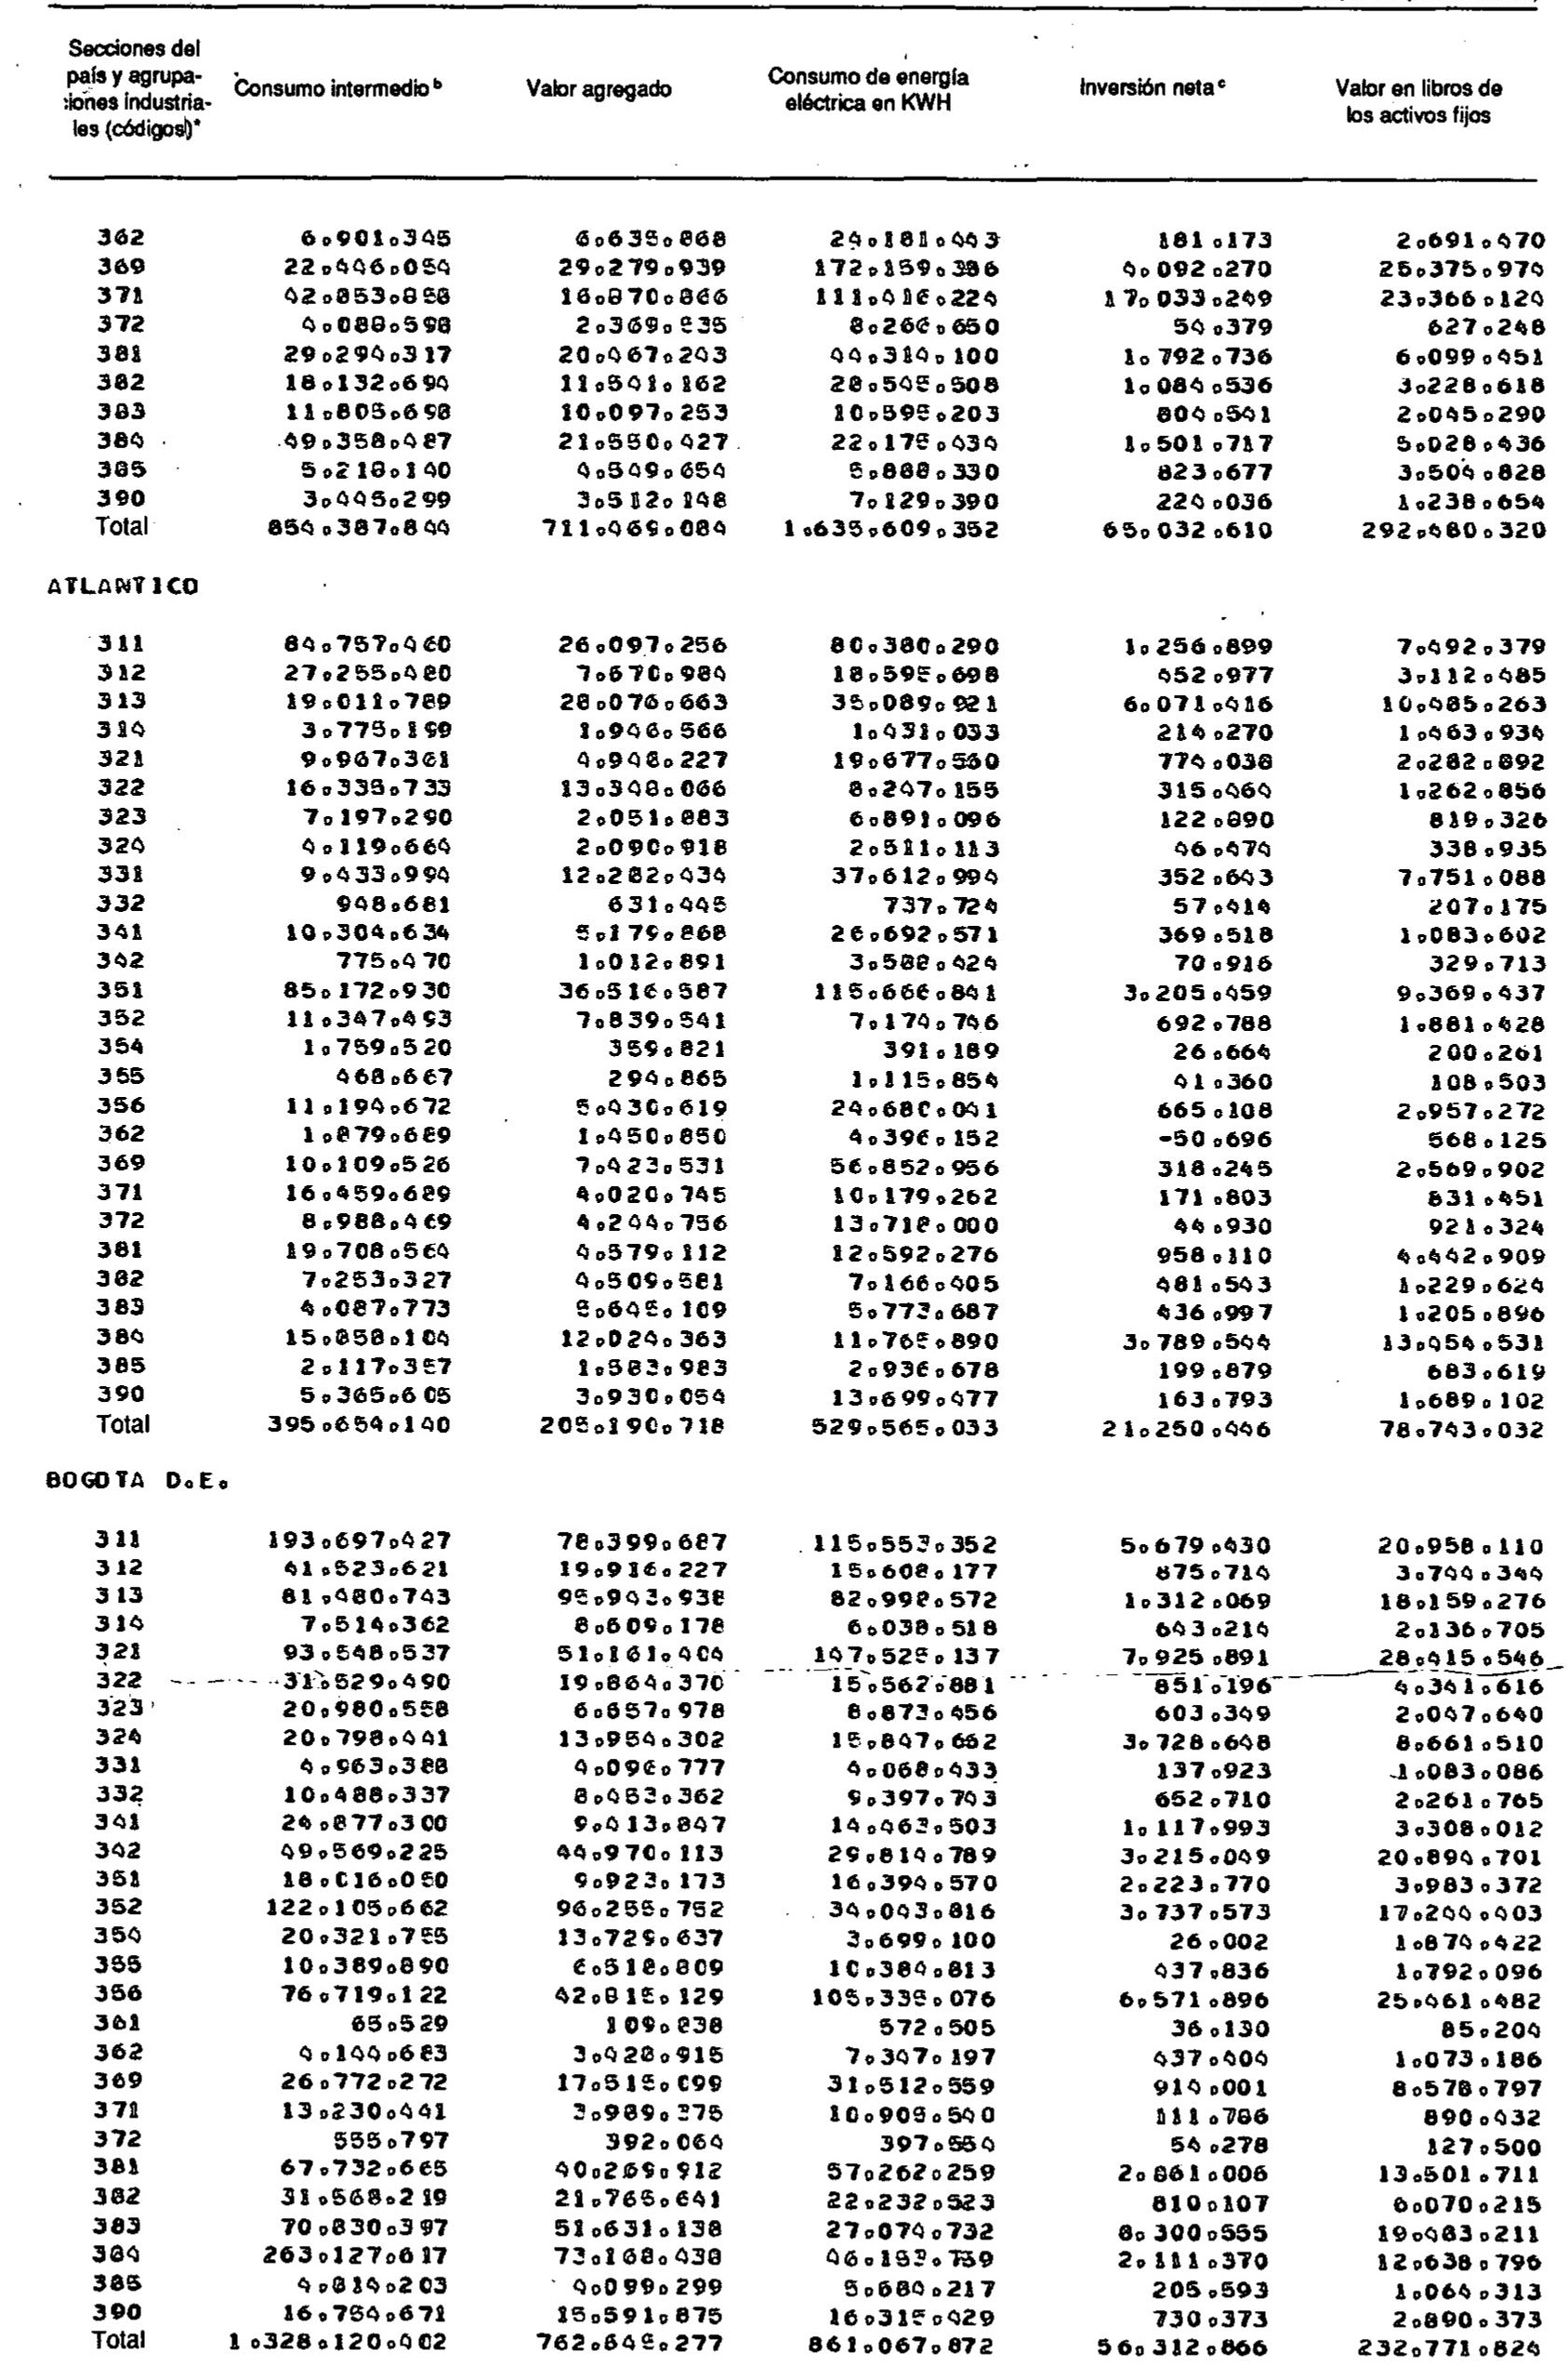 Secciones del
país y agrupa-
ciones industria-
les (códigos)*
Consumo intermedio b
Valor agregado
Consumo de energía
eléctrica en KWH
Inversión neta c
Valor en libros de
los activos fijos
362 6.901.345 6.635.868 24.181.443 181.173 2.691.470
369 22.446.054 29.279.939 172.159.386 4.092.270 25.375.974
371 42.853.858 16.870.866 111.416.224 17.033.249 23.366.124
372 4.088.598 2.369.235 8.266.650 54.379 627.248
381 29.294.317 20.467.243 44.314.100 1.792.736 6.099.451
382 18.132.694 11.541.162 28.545.508 1.084.536 3.228.618
383 11.805.698 10.097.253 10.595.203 804.541 2.045.290
384 49.358.487 21.550.427 22.175.434 1.501.717 5.028.436
385 5.218.140 4.549.654 5.888.330 823.677 3.504.828
390 3.445.299 3.512.148 7.129.390 224.036 1.238.654
Total 854.387.844 711.469.084 1.635.609.352 65.032.610 292.480.320
ATLANTICO
311 84.757.460 26.097.256 80.380.290 1.256.899 7.492.379
312 27.255.480 7.670.984 18.595.698 452.977 3.112.485
313 19.011.789 28.076.663 35.089.921 6.071.416 10.485.263
314 3.775.199 1.946.566 1.431.033 214.270 1.463.934
321 9.967.361 4.948.227 19.677.560 774.038 2.282.892
322 16.335.733 13.348.066 8.247.155 315.464 1.262.856
323 7.197.290 2.051.883 6.891.096 122.890 819.326
324 4.119.664 2.090.918 2.511.113 46.474 338.935
331 9.433.994 12.282.434 37.612.994 352.643 7.751.088
332 948.681 631.445 737.724 57.414 207.175
341 10.304.634 5.179.868 26.692.571 369.518 1.083.602
342 775.470 1.012.891 3.588.424 70.916 329.713
351 85.172.930 36.516.587 115.666.841 3.205.459 9.369.437
352 11.347.493 7.839.541 7.174.746 692.788 1.881.428
354 1.759.520 359.821 391.189 26.664 200.261
355 468.667 294.865 1.115.854 41.360 108.503
356 11.194.672 5.430.619 24.680.041 665.108 2.957.272
362 1.879.689 1.450.850 4.396.152 -50.696 568.125
369 10.109.526 7.423.531 56.852.956 318.245 2.569.902
371 16.459.689 4.020.745 10.179.262 171.803 831.451
372 8.988.469 4.244.756 13.718.000 44.930 921.324
381 19.708.564 4.579.112 12.592.276 958.110 4.442.909
382 7.253.327 4.509.581 7.166.405 481.543 1.229.624
383 4.087.773 5.645.109 5.773.687 436.997 1.205.896
384 15.858.104 12.024.363 11.765.890 3.789.544 13.454.531
385 2.117.357 1.583.983 2.936.678 199.879 683.619
390 5.365.605 3.930.054 13.699.477 163.793 1.689.102
Total 395.654.140 205.190.718 529.565.033 21.250.446 78.743.032
BOGOTA D.E.
311 193.697.427 78.399.687 115.553.352 5.679.430 20.958.110
312 41.523.621 19.916.227 15.608.177 875.714 3.744.344
313 81.480.743 95.943.938 82.998.572 1.312.069 18.159.276
314 7.514.362 8.609.178 6.038.518 643.214 2.136.705
321 93.548.537 51.161.404 147.525.137 7.925.891 28.415.546
322 31.529.490 19.864.370 15.562.881 851.196 4.341.616
323 20.980.558 6.657.978 8.873.456 603.349 2.047.640
324 20.798.441 13.954.302 15.847.662 3.728.648 8.661.510
331 4.963.388 4.096.777 4.068.433 137.923 1.083.086
332 10.488.337 8.453.362 9.397.743 652.710 2.261.765
341 24.877.300 9.413.847 14.463.503 1.117.993 3.308.012
342 49.569.225 44.970.113 29.814.789 3.215.049 20.894.701
351 18.016.050 9.923.173 16.394.570 2.223.770 3.983.372
352 122.105.662 96.255.752 34.043.816 3.737.573 17.244.403
354 20.321.755 13.729.637 3.699.100 26.002 1.874.422
355 10.389.890 6.518.809 10.384.813 437.836 1.792.096
356 76.719.122 42.815.129 105.335.076 6.571.896 25.461.482
361 65.529 109.238 572.505 36.130 85.204
362 4.144.683 3.428.915 7.347.197 437.404 1.073.186
369 26.772.272 17.515.099 31.512.559 914.001 8.578.797
371 13.230.441 3.989.375 10.909.540 111.786 890.432
372 555.797 392.064 397.554 54.278 127.500
381 67.732.665 40.269.912 57.262.259 2.861.006 13.501.711
382 31.568.219 21.765.641 22.232.523 810.107 6.070.215
383 70.830.397 51.631.138 27.074.732 8.300.555 19.483.211
384 263.127.617 73.168.438 46.153.759 2.111.370 12.638.796
385 4.814.203 4.099.299 5.684.217 205.593 1.064.313
390 16.754.671 15.591.875 16.315.429 730.373 2.890.373
Total 1.328.120.402 762.645.277 861.067.872 56.312.866 232.771.824